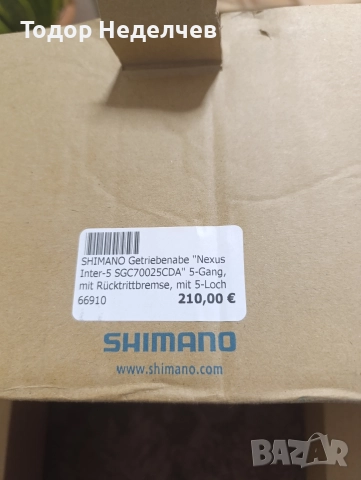 Тодор Неделчев
SHIMANO Getriebenabe "Nexus
Inter-5 SGC70025CDA" 5-Gang,
mit Rücktrittbremse, mit 5-Loch
66910 210,00 €
SHIMANO
www.shimano.com
BAZAR